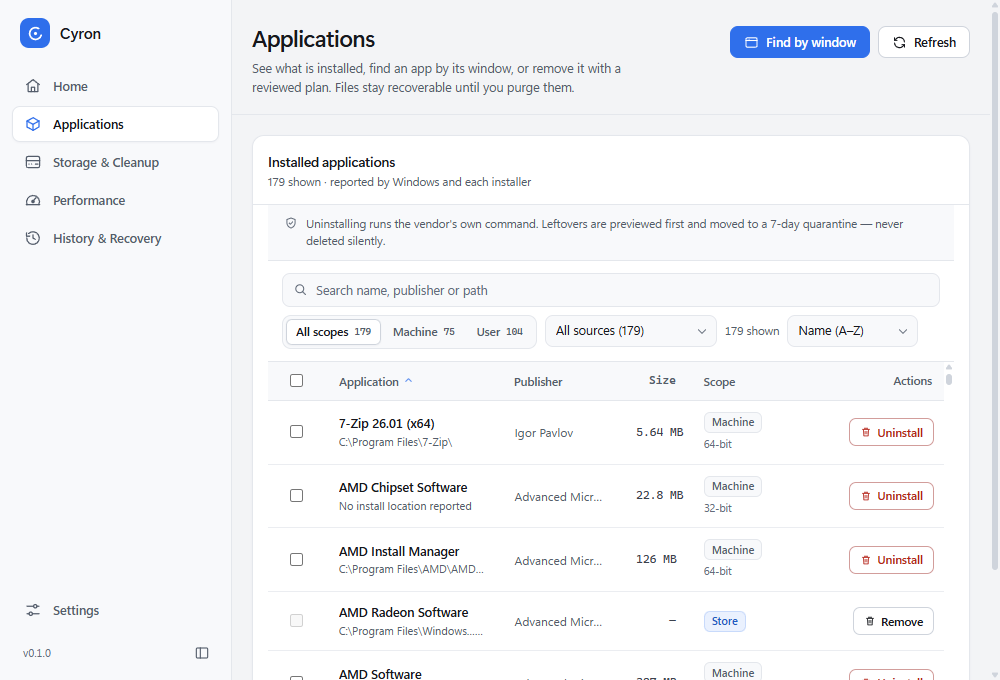 Cyron
Home
Applications
Storage & Cleanup
Performance
History & Recovery
Settings
v0.1.0
Applications
See what is installed, find an app by its window, or remove it with a
reviewed plan. Files stay recoverable until you purge them.
Find by window
Refresh
Installed applications
179 shown · reported by Windows and each installer
Uninstalling runs the vendor's own command. Leftovers are previewed first and moved to a 7-day quarantine — never
deleted silently.
Search name, publisher or path
All scopes 179 Machine 75 User 104 All sources (179) 179 shown Name (A–Z)
Application Publisher Size Scope Actions
7-Zip 26.01 (x64)
C:\Program Files\7-Zip\
Igor Pavlov
5.64 MB
Machine
64-bit
Uninstall
AMD Chipset Software
No install location reported
Advanced Micr...
22.8 MB
Machine
32-bit
Uninstall
AMD Install Manager
C:\Program Files\AMD\AMD...
Advanced Micr...
126 MB
Machine
64-bit
Uninstall
AMD Radeon Software
C:\Program Files\Windows......
Advanced Micr...
–
Store
Remove
AMD Software
Machine